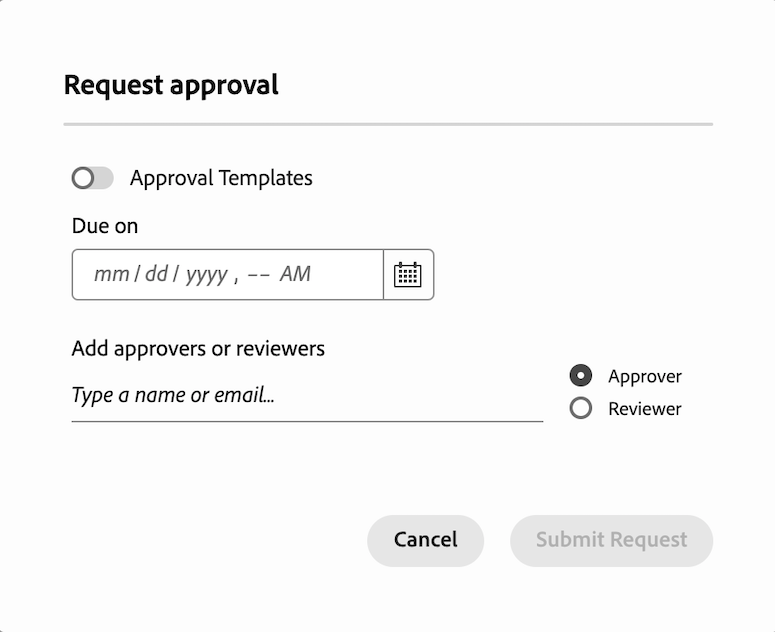 Request approval
Approval Templates
Due on
mm / dd / yyyy , –– AM
Add approvers or reviewers
Type a name or email...
Approver
Reviewer
Cancel
Submit Request